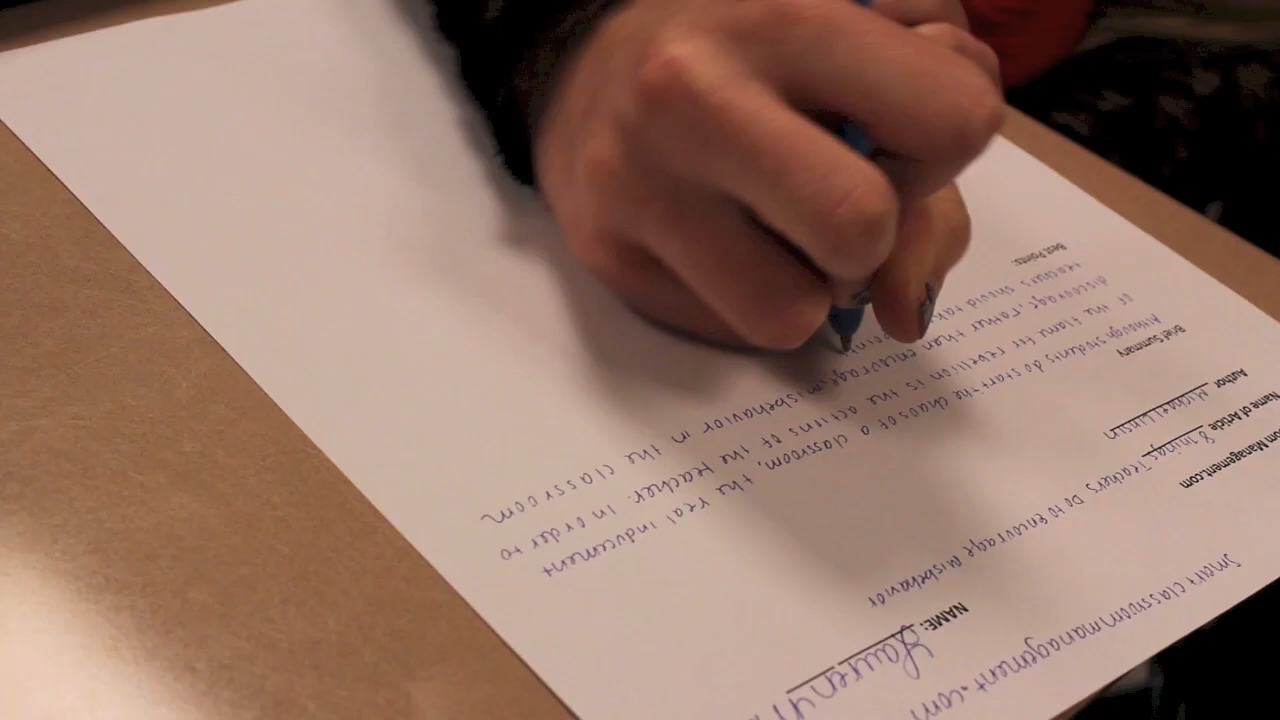 smart classroom management.com
NAME: Lauren
om Management.com
Name of Article 8 Things Teachers Do to Encourage Misbehavior
Author Michael Linsin
Brief Summary
Although students do start the chaos of a classroom, the real inducement
of the flame for rebellion is the actions of the teacher. In order to
discourage, rather than encourage, misbehavior in the classroom
teachers should take
Best Points: